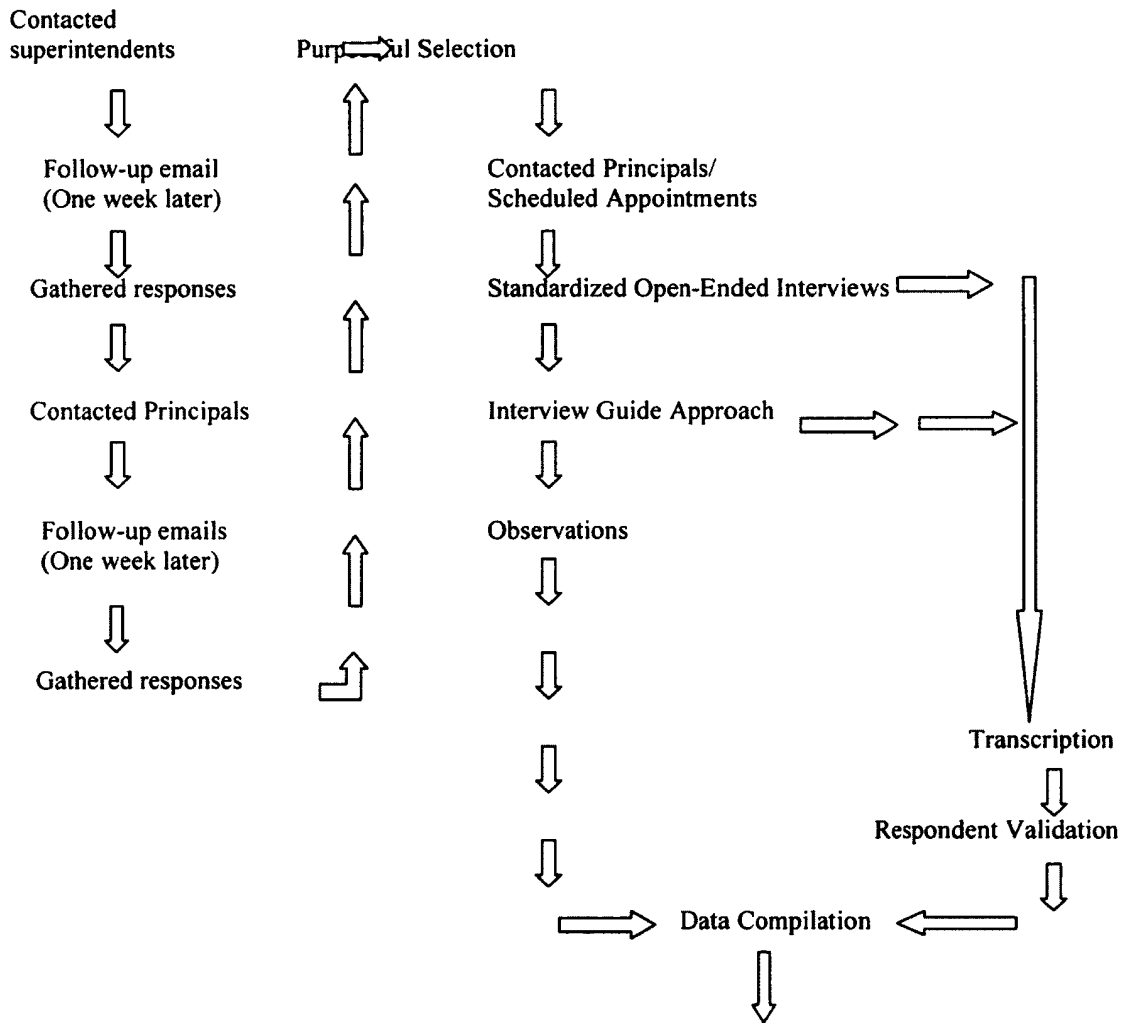 Contacted
superintendents
Follow-up email
(One week later)
Gathered responses
Contacted Principals
Follow-up emails
(One week later)
Gathered responses
Purposeful Selection
Contacted Principals/
Scheduled Appointments
Standardized Open-Ended Interviews
Interview Guide Approach
Observations
Transcription
Respondent Validation
Data Compilation